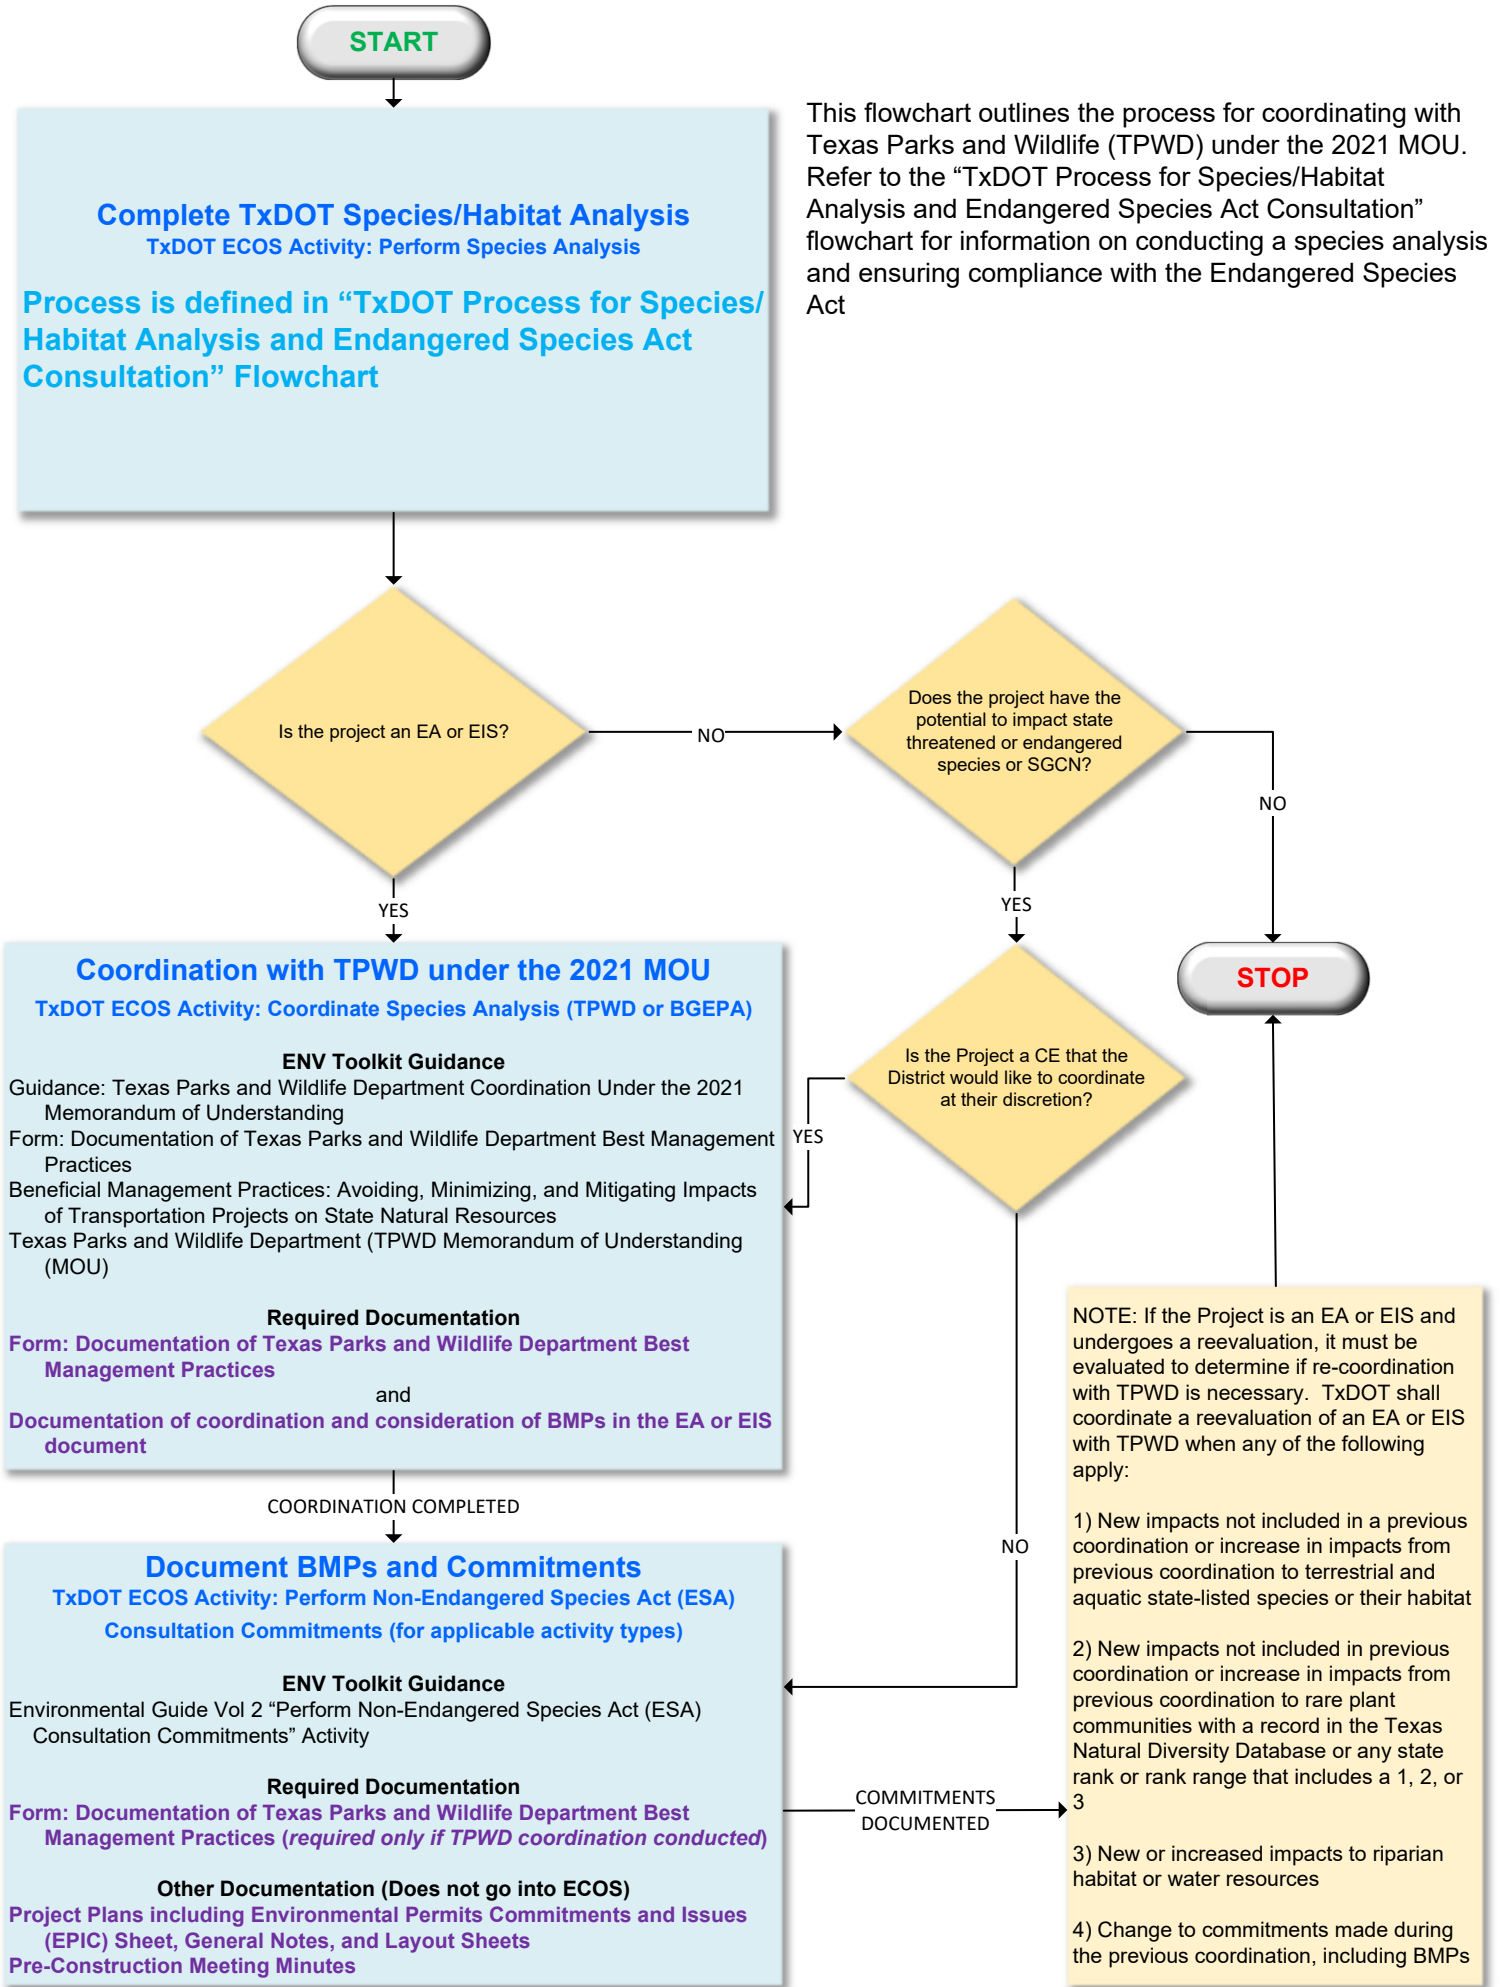 START
This flowchart outlines the process for coordinating with
Texas Parks and Wildlife (TPWD) under the 2021 MOU.
Refer to the “TxDOT Process for Species/Habitat
Analysis and Endangered Species Act Consultation”
flowchart for information on conducting a species analysis
and ensuring compliance with the Endangered Species
Act
Complete TxDOT Species/Habitat Analysis
TxDOT ECOS Activity: Perform Species Analysis
Process is defined in “TxDOT Process for Species/
Habitat Analysis and Endangered Species Act
Consultation” Flowchart
Is the project an EA or EIS?
NO
Does the project have the
potential to impact state
threatened or endangered
species or SGCN?
NO
YES
YES
STOP
Coordination with TPWD under the 2021 MOU
TxDOT ECOS Activity: Coordinate Species Analysis (TPWD or BGEPA)
ENV Toolkit Guidance
Guidance: Texas Parks and Wildlife Department Coordination Under the 2021
Memorandum of Understanding
Form: Documentation of Texas Parks and Wildlife Department Best Management
Practices
Beneficial Management Practices: Avoiding, Minimizing, and Mitigating Impacts
of Transportation Projects on State Natural Resources
Texas Parks and Wildlife Department (TPWD Memorandum of Understanding
(MOU)
Required Documentation
Form: Documentation of Texas Parks and Wildlife Department Best
Management Practices
and
Documentation of coordination and consideration of BMPs in the EA or EIS
document
Is the Project a CE that the
District would like to coordinate
at their discretion?
YES
NO
COORDINATION COMPLETED
Document BMPs and Commitments
TxDOT ECOS Activity: Perform Non-Endangered Species Act (ESA)
Consultation Commitments (for applicable activity types)
ENV Toolkit Guidance
Environmental Guide Vol 2 “Perform Non-Endangered Species Act (ESA)
Consultation Commitments” Activity
Required Documentation
Form: Documentation of Texas Parks and Wildlife Department Best
Management Practices (required only if TPWD coordination conducted)
Other Documentation (Does not go into ECOS)
Project Plans including Environmental Permits Commitments and Issues
(EPIC) Sheet, General Notes, and Layout Sheets
Pre-Construction Meeting Minutes
COMMITMENTS
DOCUMENTED
NOTE: If the Project is an EA or EIS and
undergoes a reevaluation, it must be
evaluated to determine if re-coordination
with TPWD is necessary.  TxDOT shall
coordinate a reevaluation of an EA or EIS
with TPWD when any of the following
apply:
1) New impacts not included in a previous
coordination or increase in impacts from
previous coordination to terrestrial and
aquatic state-listed species or their habitat
2) New impacts not included in previous
coordination or increase in impacts from
previous coordination to rare plant
communities with a record in the Texas
Natural Diversity Database or any state
rank or rank range that includes a 1, 2, or
3
3) New or increased impacts to riparian
habitat or water resources
4) Change to commitments made during
the previous coordination, including BMPs